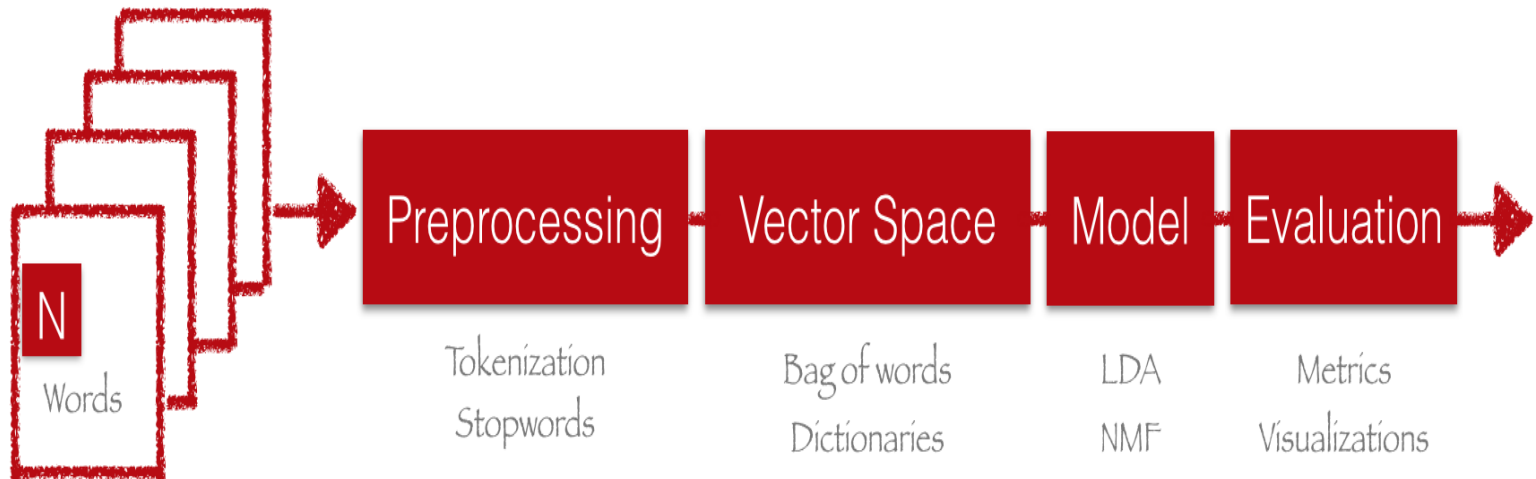 N
Words
Preprocessing
Tokenization
Stopwords
Vector Space
Bag of words
Dictionaries
Model
LDA
NMF
Evaluation
Metrics
Visualizations